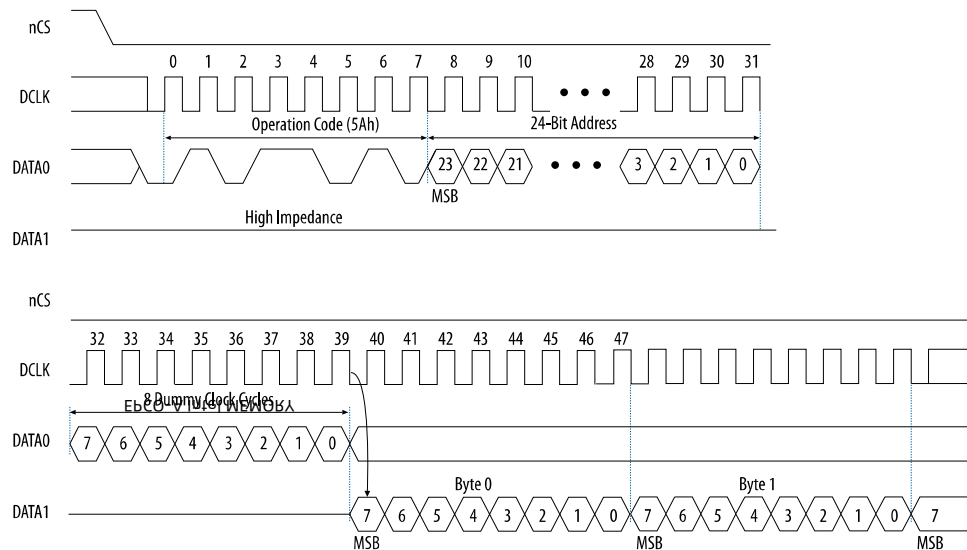 nCS
0 1 2 3 4 5 6 7 8 9 10 28 29 30 31
DCLK
Operation Code (5Ah) 24-Bit Address
DATA0 23 22 21 3 2 1 0
MSB
High Impedance
DATA1
nCS
32 33 34 35 36 37 38 39 40 41 42 43 44 45 46 47
DCLK
8 Dummy Clock Cycles
EPCQ-A Intel MEMORY
DATA0 7 6 5 4 3 2 1 0
Byte 0 Byte 1
DATA1 7 6 5 4 3 2 1 0 7 6 5 4 3 2 1 0 7
MSB MSB MSB